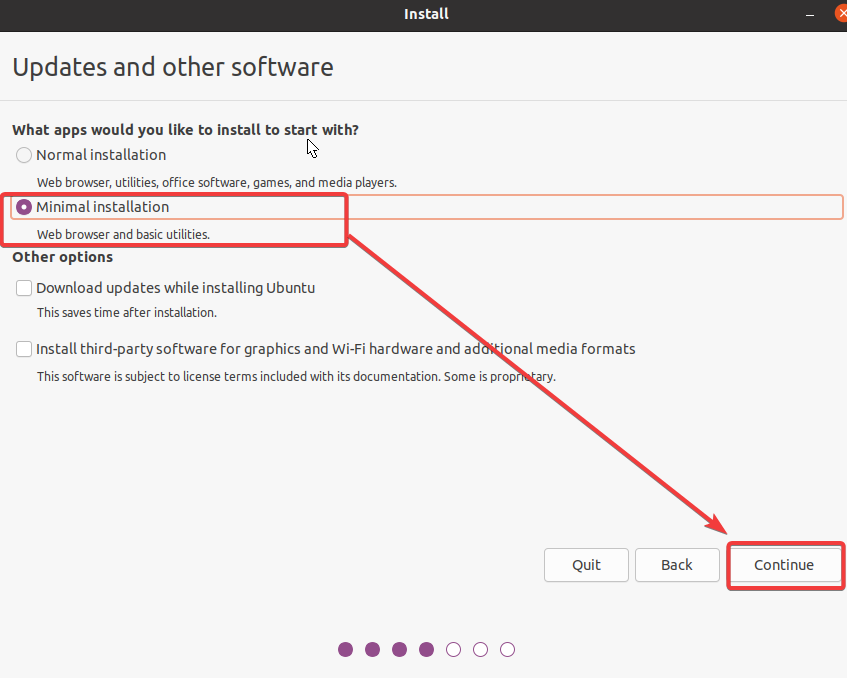 Install
Updates and other software
What apps would you like to install to start with?
Normal installation
Web browser, utilities, office software, games, and media players.
Minimal installation
Web browser and basic utilities.
Other options
Download updates while installing Ubuntu
This saves time after installation.
Install third-party software for graphics and Wi-Fi hardware and additional media formats
This software is subject to license terms included with its documentation. Some is proprietary.
Quit
Back
Continue